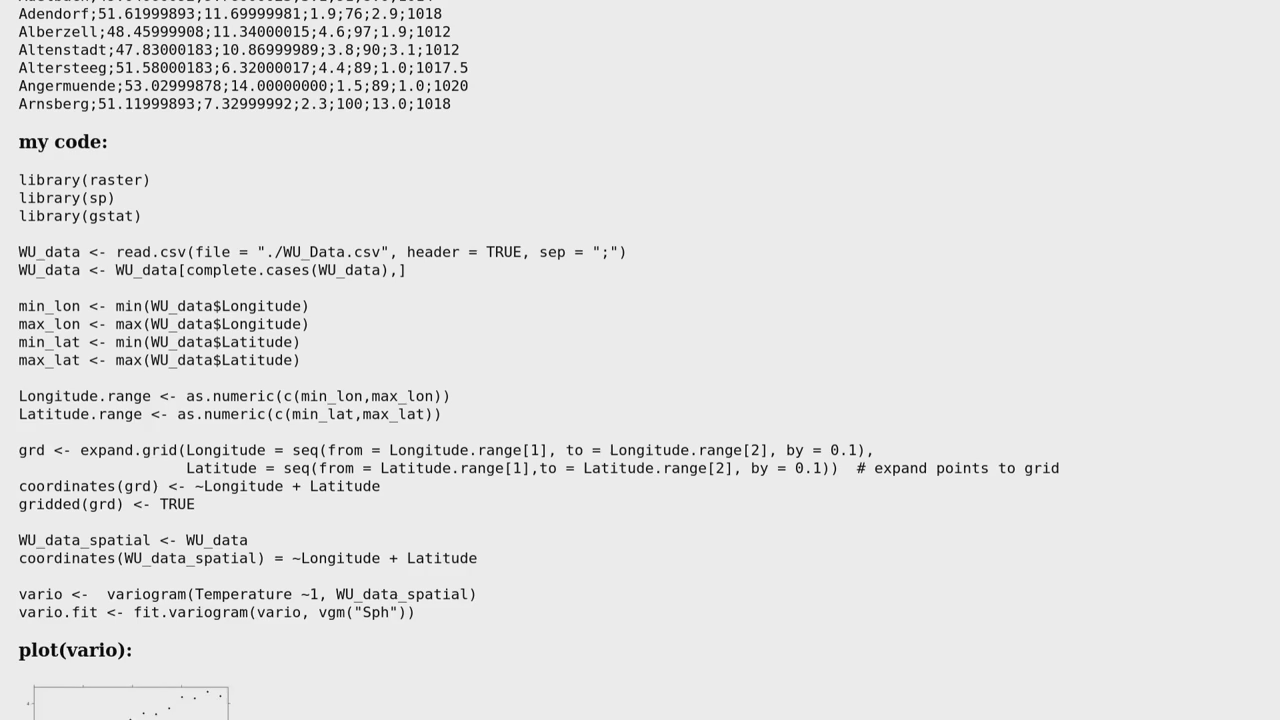 Adendorf;51.61999893;11.69999981;1.9;76;2.9;1018
Alberzell;48.45999908;11.34000015;4.6;97;1.9;1012
Altenstadt;47.83000183;10.86999989;3.8;90;3.1;1012
Altersteeg;51.58000183;6.32000017;4.4;89;1.0;1017.5
Angermuende;53.02999878;14.00000000;1.5;89;1.0;1020
Arnsberg;51.11999893;7.32999992;2.3;100;13.0;1018
my code:
library(raster)
library(sp)
library(gstat)
WU_data <- read.csv(file = "./WU_Data.csv", header = TRUE, sep = ";")
WU_data <- WU_data[complete.cases(WU_data),]
min_lon <- min(WU_data$Longitude)
max_lon <- max(WU_data$Longitude)
min_lat <- min(WU_data$Latitude)
max_lat <- max(WU_data$Latitude)
Longitude.range <- as.numeric(c(min_lon,max_lon))
Latitude.range <- as.numeric(c(min_lat,max_lat))
grd <- expand.grid(Longitude = seq(from = Longitude.range[1], to = Longitude.range[2], by = 0.1),
Latitude = seq(from = Latitude.range[1],to = Latitude.range[2], by = 0.1))  # expand points to grid
coordinates(grd) <- ~Longitude + Latitude
gridded(grd) <- TRUE
WU_data_spatial <- WU_data
coordinates(WU_data_spatial) = ~Longitude + Latitude
vario <-  variogram(Temperature ~1, WU_data_spatial)
vario.fit <- fit.variogram(vario, vgm("Sph"))
plot(vario):